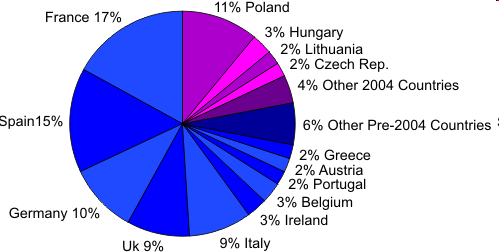 11% Poland
3% Hungary
2% Lithuania
2% Czech Rep.
4% Other 2004 Countries
6% Other Pre-2004 Countries
2% Greece
2% Austria
2% Portugal
3% Belgium
3% Ireland
9% Italy
Uk 9%
Germany 10%
Spain15%
France 17%